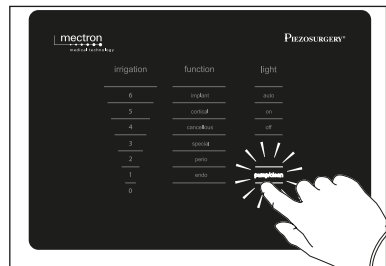 mectron
medical technology
PIEZOSURGERY®
irrigation function light
6 implant auto
5 cortical on
4 cancellous off
3 special
2 perio
1 endo pump/clean
0